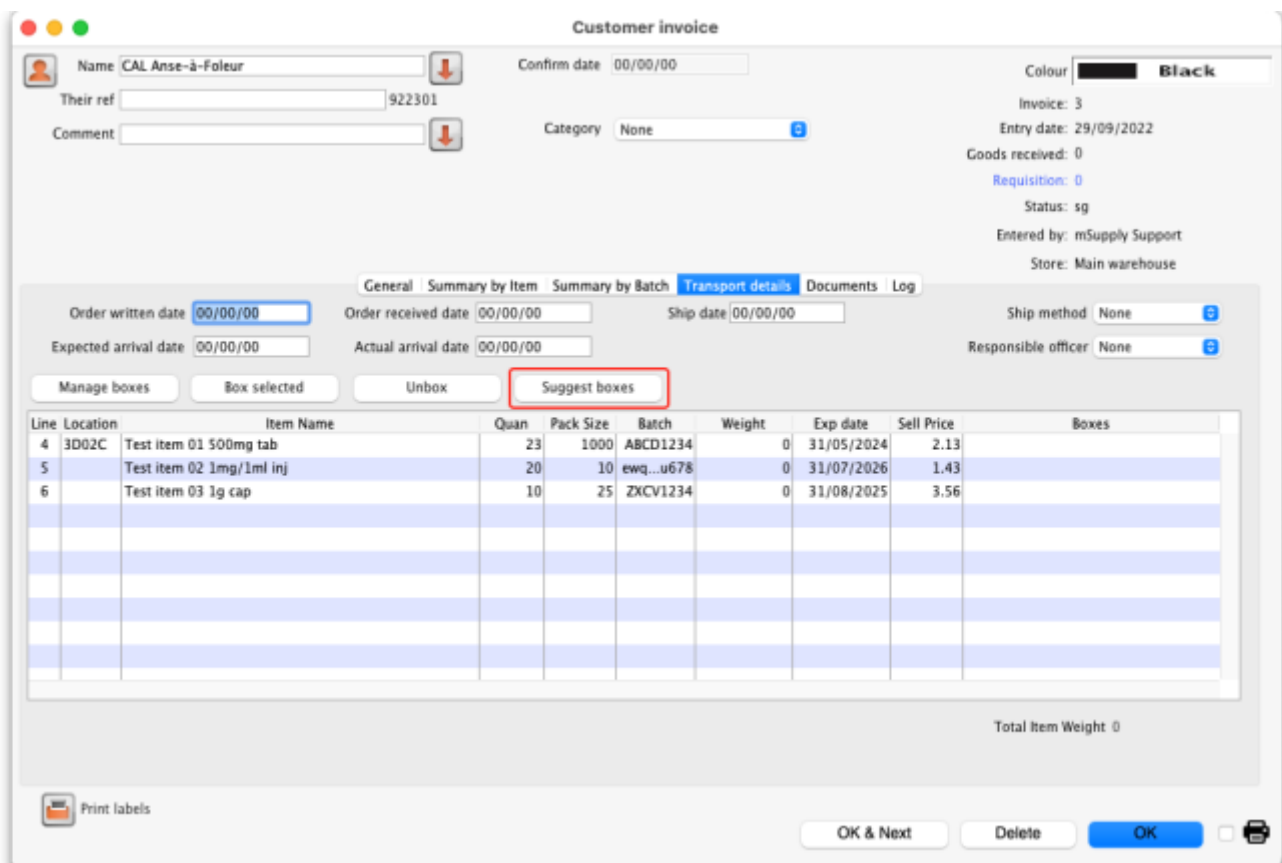 Customer invoice
Name CAL Anse-à-Foleur Confirm date 00/00/00 Colour Black
Their ref 922301 Invoice: 3
Comment Category None Entry date: 29/09/2022
Goods received: 0
Requisition: 0
Status: sg
Entered by: mSupply Support
Store: Main warehouse
General Summary by Item Summary by Batch Transport details Documents Log
Order written date 00/00/00 Order received date 00/00/00 Ship date 00/00/00 Ship method None
Expected arrival date 00/00/00 Actual arrival date 00/00/00 Responsible officer None
Manage boxes Box selected Unbox Suggest boxes
Line Location Item Name Quan Pack Size Batch Weight Exp date Sell Price Boxes
4 3D02C Test item 01 500mg tab 23 1000 ABCD1234 0 31/05/2024 2.13
5 Test item 02 1mg/1ml inj 20 10 ewq...u678 0 31/07/2026 1.43
6 Test item 03 1g cap 10 25 ZXCV1234 0 31/08/2025 3.56
Total Item Weight 0
Print labels
OK & Next Delete OK